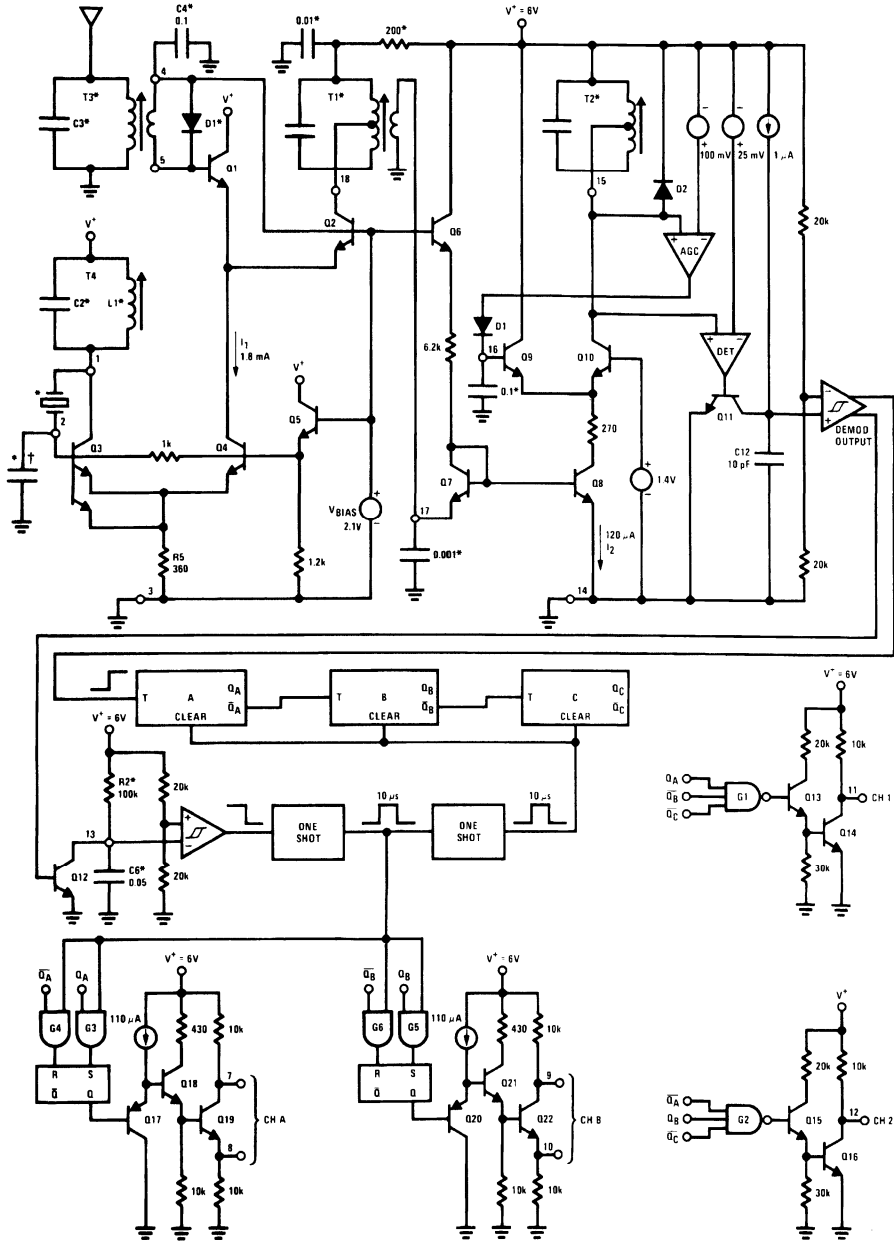 C4*
0.1
0.01*
200*
V+ = 6V
4
T3*
C3*
D1*
V+
5
Q1
T1*
18
Q2
Q6
T2*
15
D2
100 mV
25 mV
1 μA
20k
AGC
V+
T4
C2*
L1*
1
I1
1.8 mA
V+
6.2k
D1
16
Q9
Q10
0.1*
DET
Q11
DEMOD
OUTPUT
*
2
Q3
1k
Q4
Q5
270
C12
10 pF
* †
Q7
Q8
1.4V
VBIAS
2.1V
17
0.001*
120 μA
I2
R5
360
1.2k
20k
3
14
T A QA
Q̅A
CLEAR
T B QB
Q̅B
CLEAR
T C QC
Q̅C
CLEAR
V+ = 6V
R2*
100k
20k
13
10 μs
10 μs
ONE
SHOT
ONE
SHOT
Q12
C6*
0.05
20k
V+ = 6V
20k
10k
QA
Q̅B
Q̅C
G1
Q13
11
CH 1
Q14
30k
Q̅A QA
V+ = 6V
G4
G3
110 μA
430
10k
R S
Q̅ Q
Q18
7
Q17
Q19
CH A
8
10k
10k
Q̅B QB
V+ = 6V
G6
G5
110 μA
430
10k
R S
Q̅ Q
Q21
9
Q20
Q22
CH B
10
10k
10k
V+
20k
10k
Q̅A
QB
Q̅C
G2
Q15
12
CH 2
Q16
30k